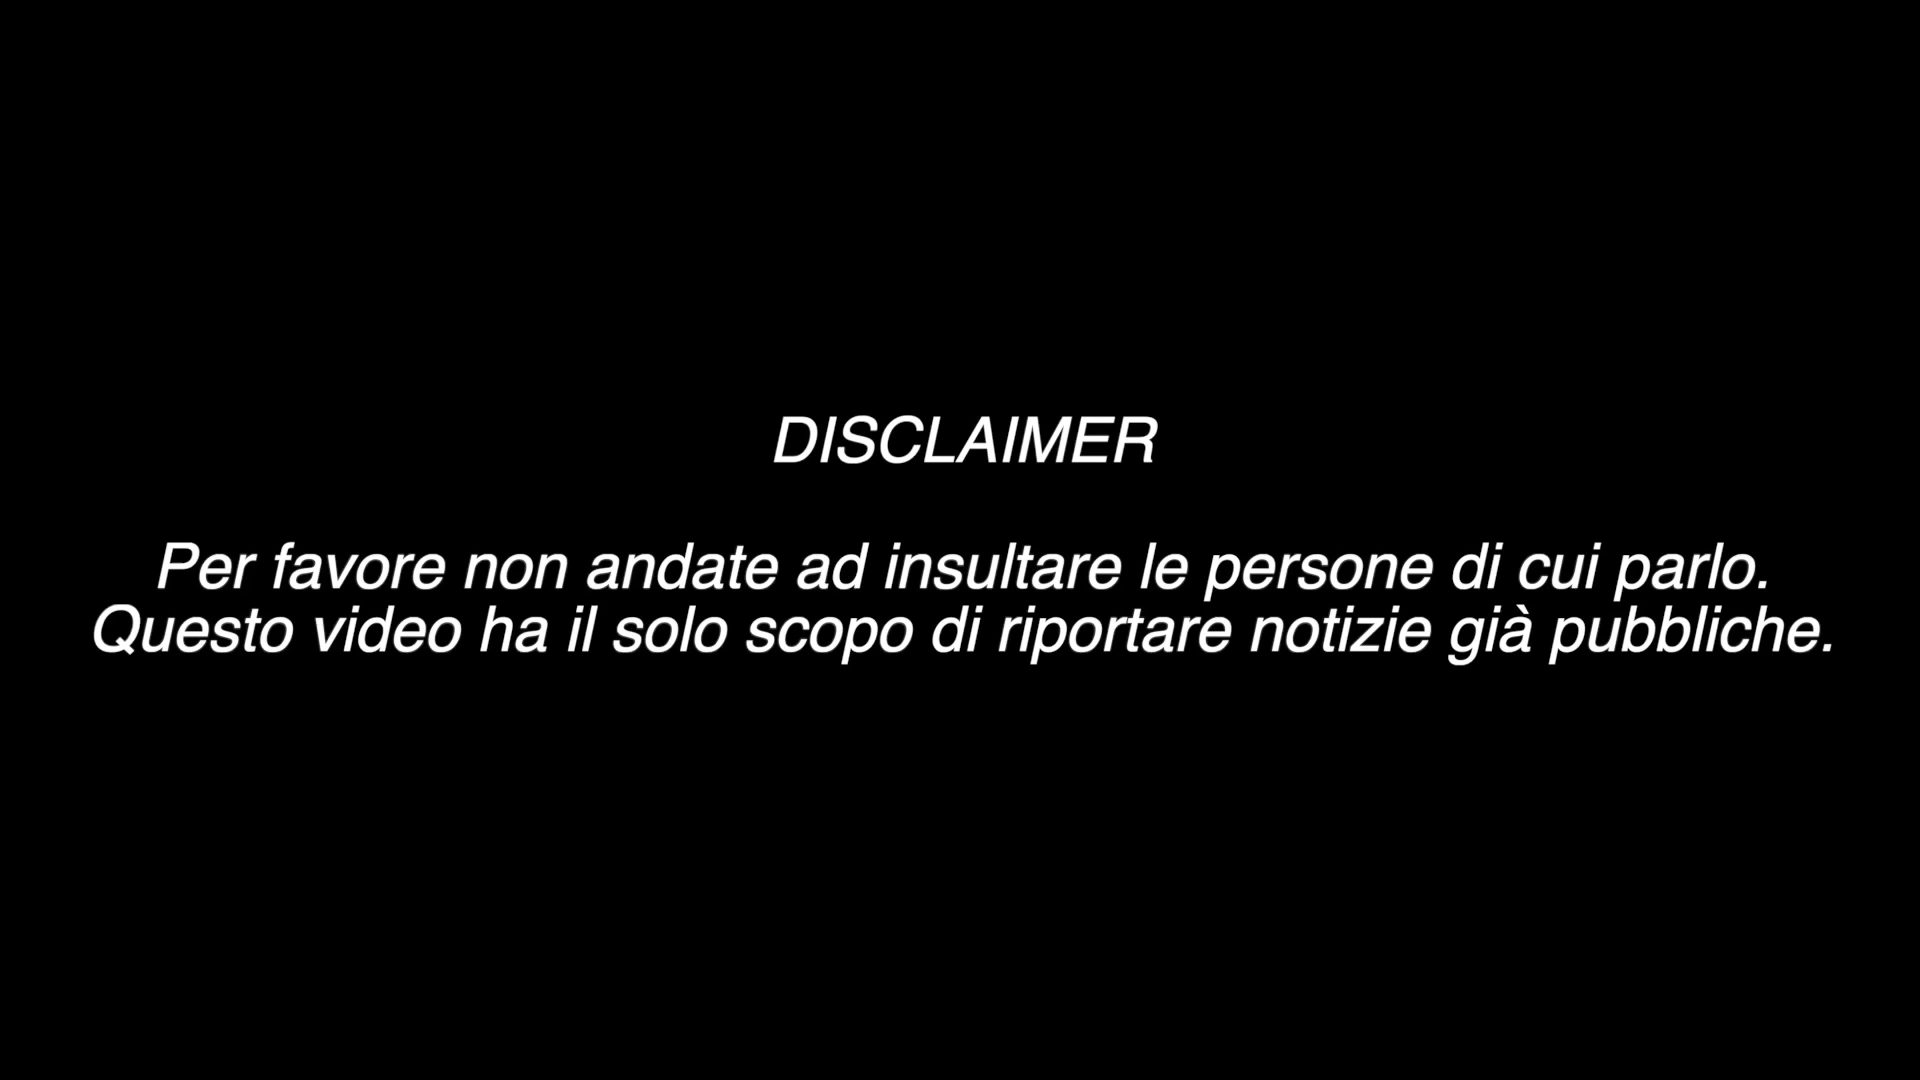 DISCLAIMER
Per favore non andate ad insultare le persone di cui parlo.
Questo video ha il solo scopo di riportare notizie già pubbliche.